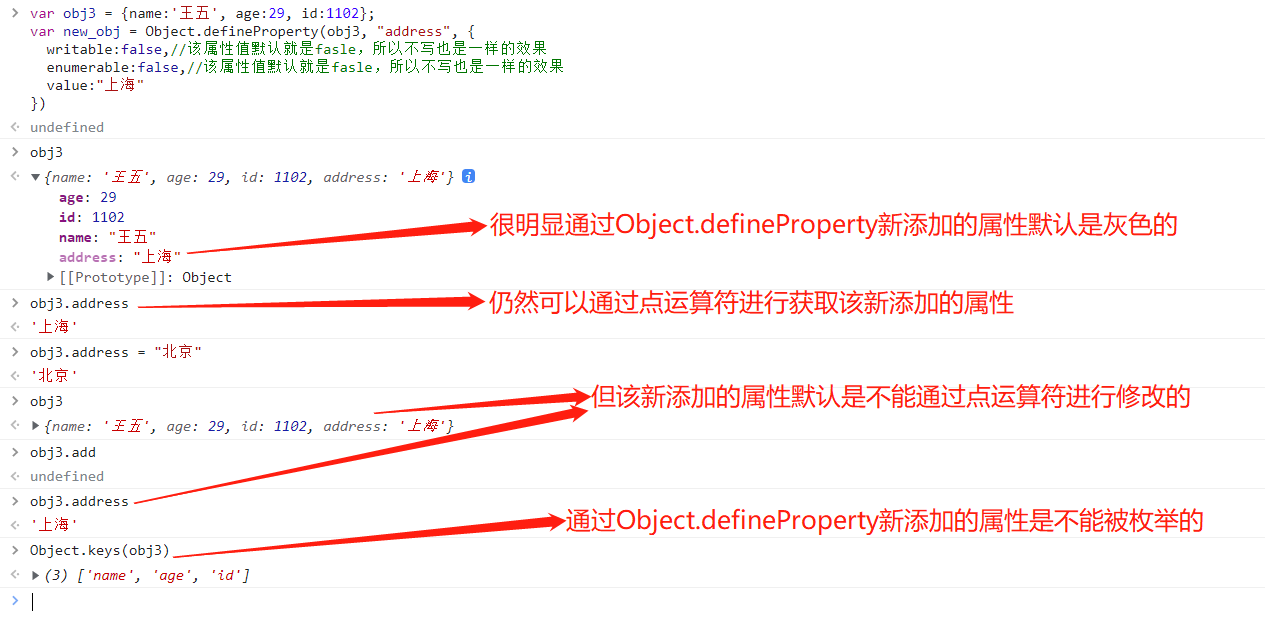 var obj3 = {name:'王五', age:29, id:1102};
var new_obj = Object.defineProperty(obj3, "address", {
writable:false,//该属性值默认就是fasle，所以不写也是一样的效果
enumerable:false,//该属性值默认就是fasle，所以不写也是一样的效果
value:"上海"
})
undefined
obj3
{name: '王五', age: 29, id: 1102, address: '上海'}
age: 29
id: 1102
很明显通过Object.defineProperty新添加的属性默认是灰色的
name: "王五"
address: "上海"
[[Prototype]]: Object
obj3.address
仍然可以通过点运算符进行获取该新添加的属性
'上海'
obj3.address = "北京"
'北京'
obj3
但该新添加的属性默认是不能通过点运算符进行修改的
{name: '王五', age: 29, id: 1102, address: '上海'}
obj3.add
undefined
obj3.address
'上海'
通过Object.defineProperty新添加的属性是不能被枚举的
Object.keys(obj3)
(3) ['name', 'age', 'id']